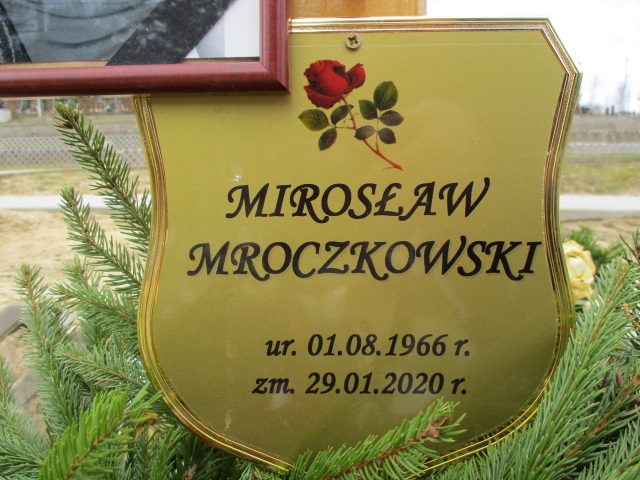 MIROSŁAW
MROCZKOWSKI
ur. 01.08.1966 r.
zm. 29.01.2020 r.